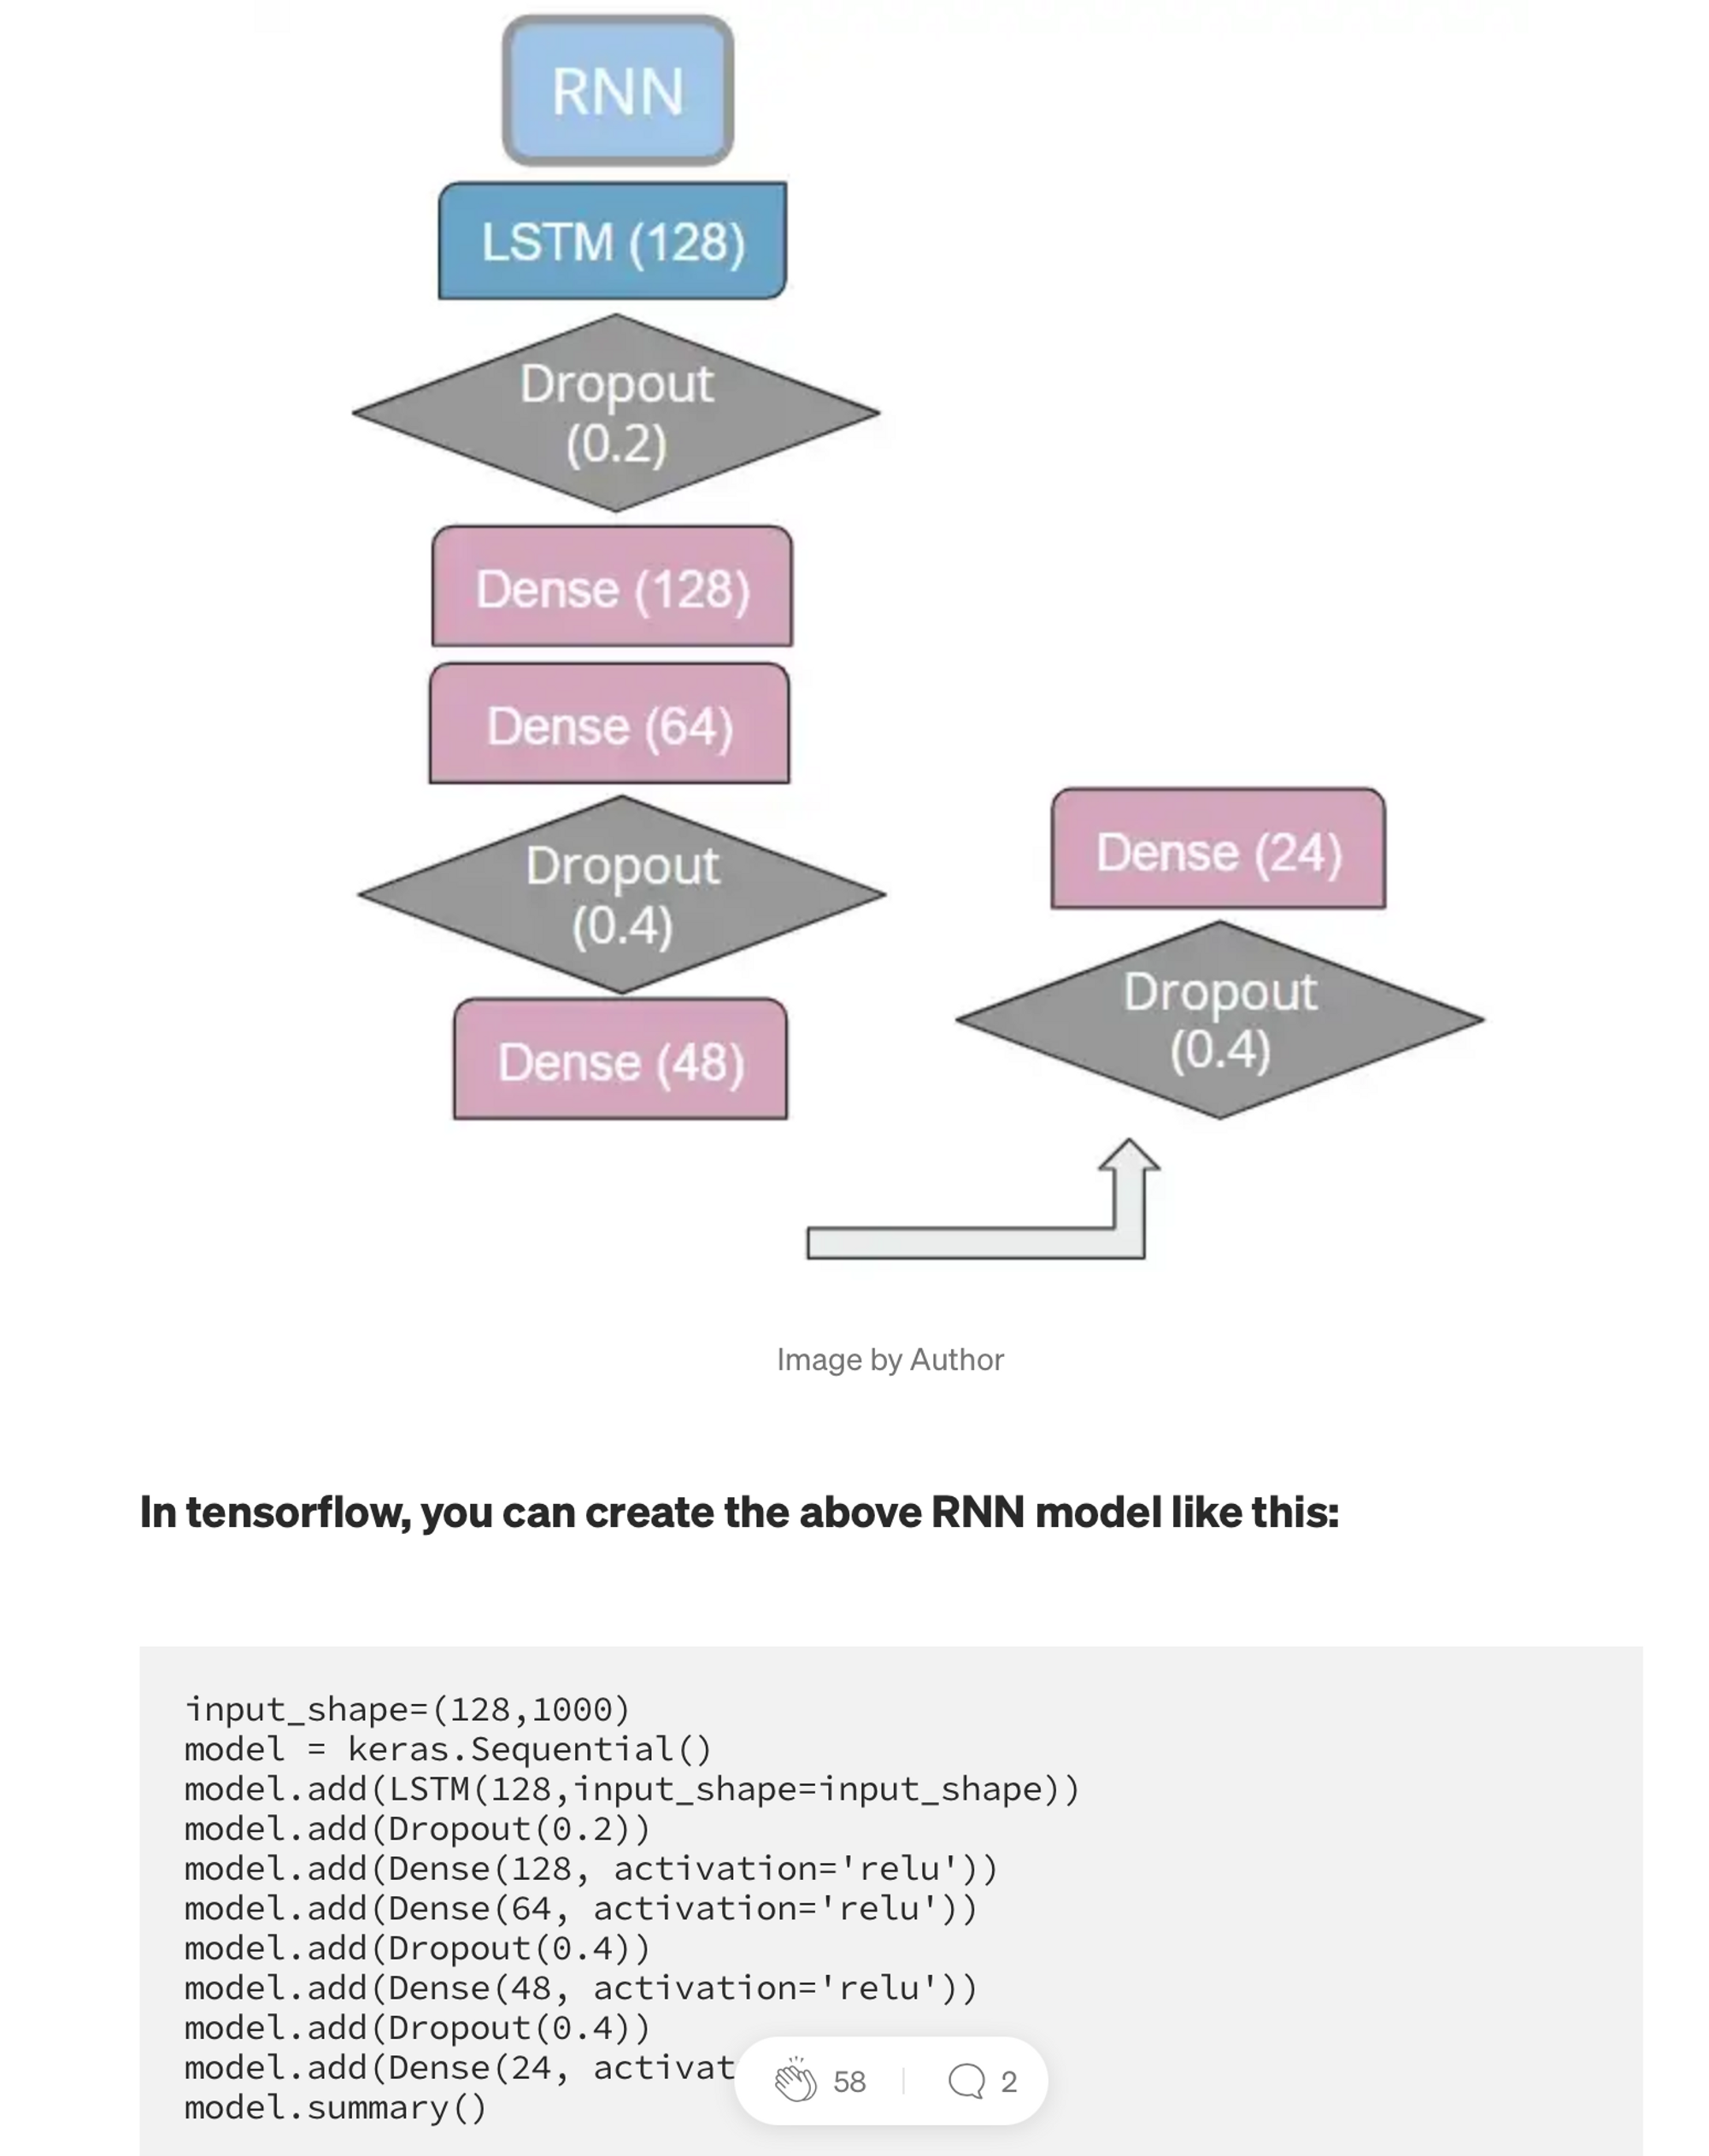 RNN
LSTM (128)
Dropout
(0.2)
Dense (128)
Dense (64)
Dropout
(0.4)
Dense (48)
Dense (24)
Dropout
(0.4)
Image by Author
In tensorflow, you can create the above RNN model like this:
input_shape=(128,1000)
model = keras.Sequential()
model.add(LSTM(128,input_shape=input_shape))
model.add(Dropout(0.2))
model.add(Dense(128, activation='relu'))
model.add(Dense(64, activation='relu'))
model.add(Dropout(0.4))
model.add(Dense(48, activation='relu'))
model.add(Dropout(0.4))
model.add(Dense(24, activat
58 2
model.summary()